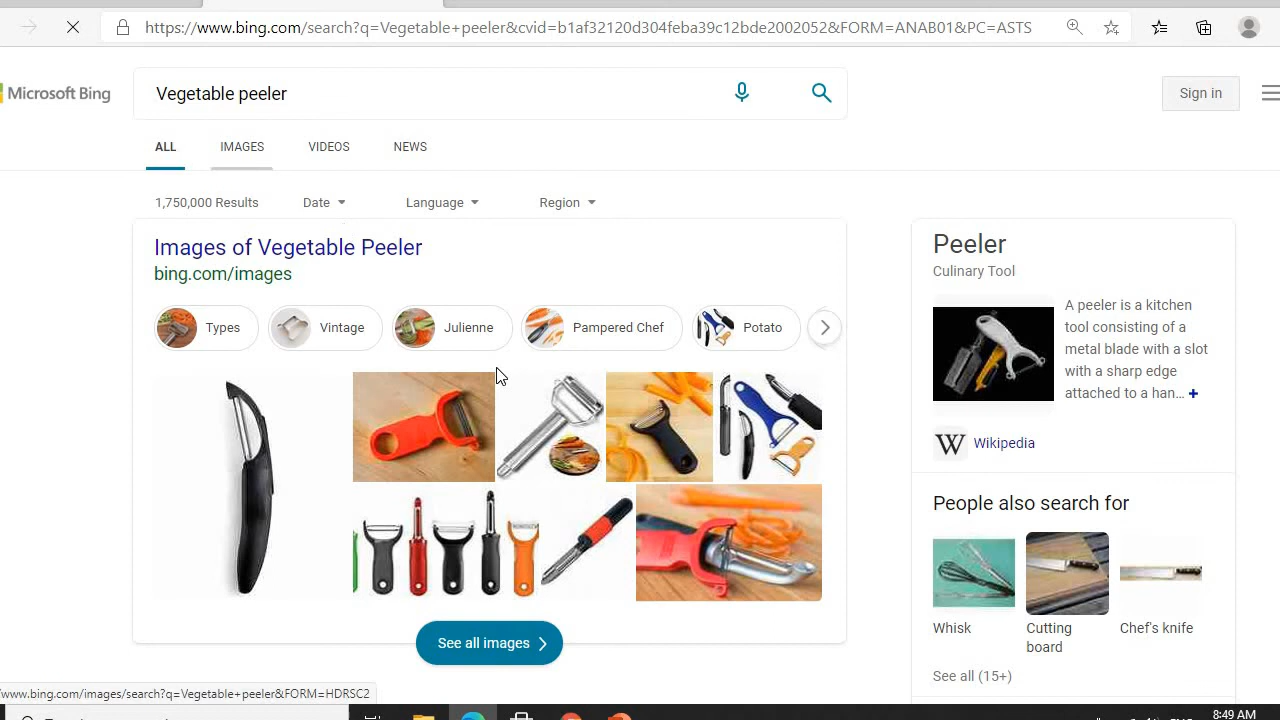 https://www.bing.com/search?q=Vegetable+peeler&cvid=b1af32120d304feba39c12bde2002052&FORM=ANAB01&PC=ASTS
Microsoft Bing
Vegetable peeler
Sign in
ALL
IMAGES
VIDEOS
NEWS
1,750,000 Results
Date
Language
Region
Images of Vegetable Peeler
bing.com/images
Types
Vintage
Julienne
Pampered Chef
Potato
See all images
Peeler
Culinary Tool
A peeler is a kitchen
tool consisting of a
metal blade with a slot
with a sharp edge
attached to a han… +
W
Wikipedia
People also search for
Whisk
Cutting
board
Chef's knife
See all (15+)
/www.bing.com/images/search?q=Vegetable+peeler&FORM=HDRSC2
8:49 AM